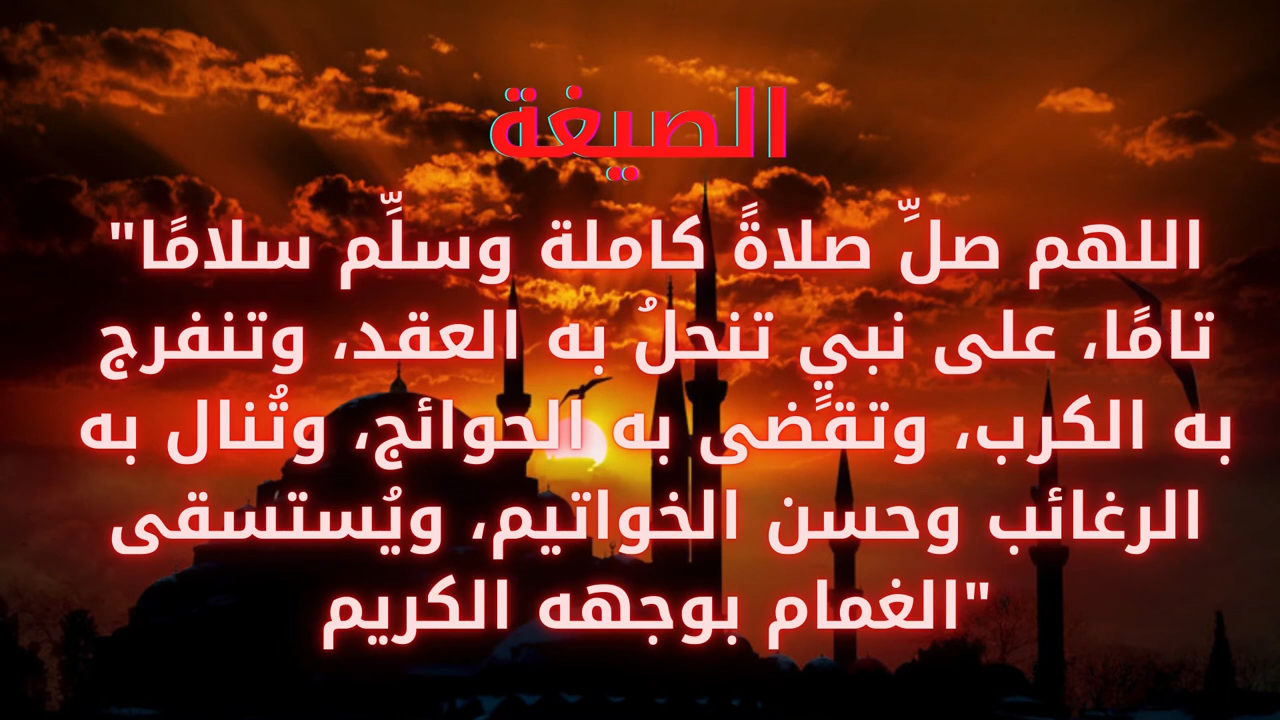 الصيغة
"اللهم صلِّ صلاةً كاملة وسلِّم سلامًا
تامًا، على نبيٍ تنحلُ به العقد، وتنفرج
به الكرب، وتقضى به الحوائج، وتُنال به
الرغائب وحسن الخواتيم، ويُستسقى
الغمام بوجهه الكريم"